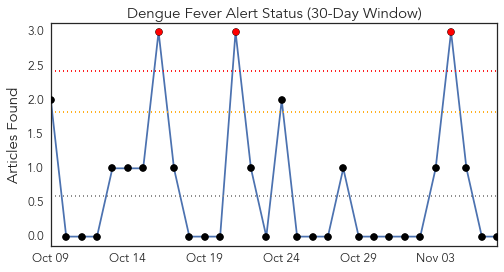 Dengue Fever Alert Status (30-Day Window)
Articles Found
3.0
2.5
2.0
1.5
1.0
0.5
0.0
Oct 09 Oct 14 Oct 19 Oct 24 Oct 29 Nov 03